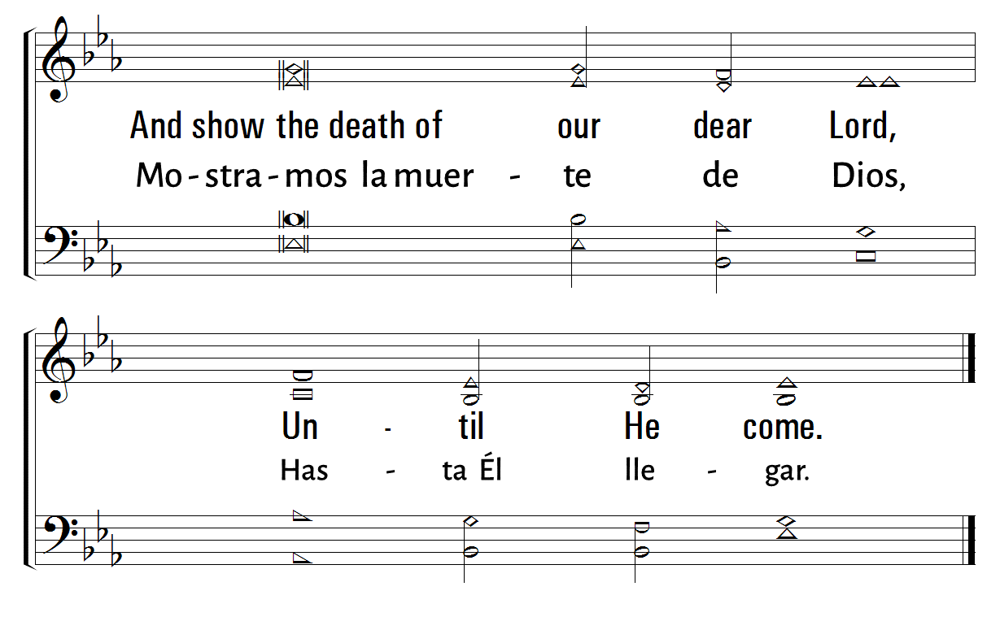 And show the death of our dear Lord,
Mo - stra - mos la muer - te de Dios,
Un - til He come.
Has - ta Él lle - gar.